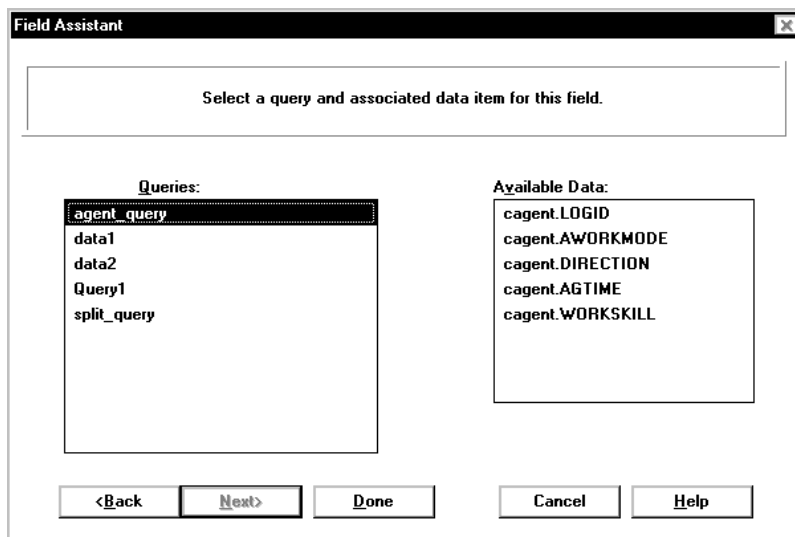 Field Assistant
Select a query and associated data item for this field.
Queries:
agent_query
data1
data2
Query1
split_query
Available Data:
cagent.LOGID
cagent.AWORKMODE
cagent.DIRECTION
cagent.AGTIME
cagent.WORKSKILL
<Back Next> Done Cancel Help